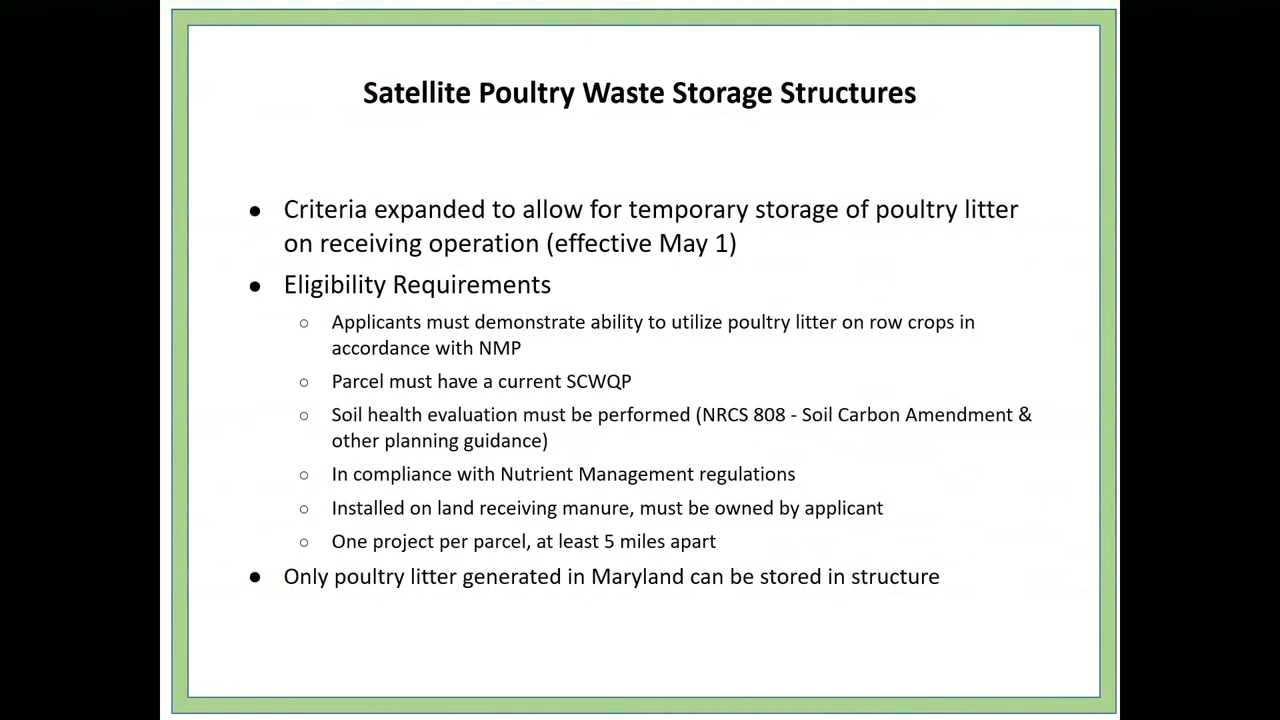 Satellite Poultry Waste Storage Structures
● Criteria expanded to allow for temporary storage of poultry litter
on receiving operation (effective May 1)
● Eligibility Requirements
○ Applicants must demonstrate ability to utilize poultry litter on row crops in
accordance with NMP
○ Parcel must have a current SCWQP
○ Soil health evaluation must be performed (NRCS 808 - Soil Carbon Amendment &
other planning guidance)
○ In compliance with Nutrient Management regulations
○ Installed on land receiving manure, must be owned by applicant
○ One project per parcel, at least 5 miles apart
● Only poultry litter generated in Maryland can be stored in structure